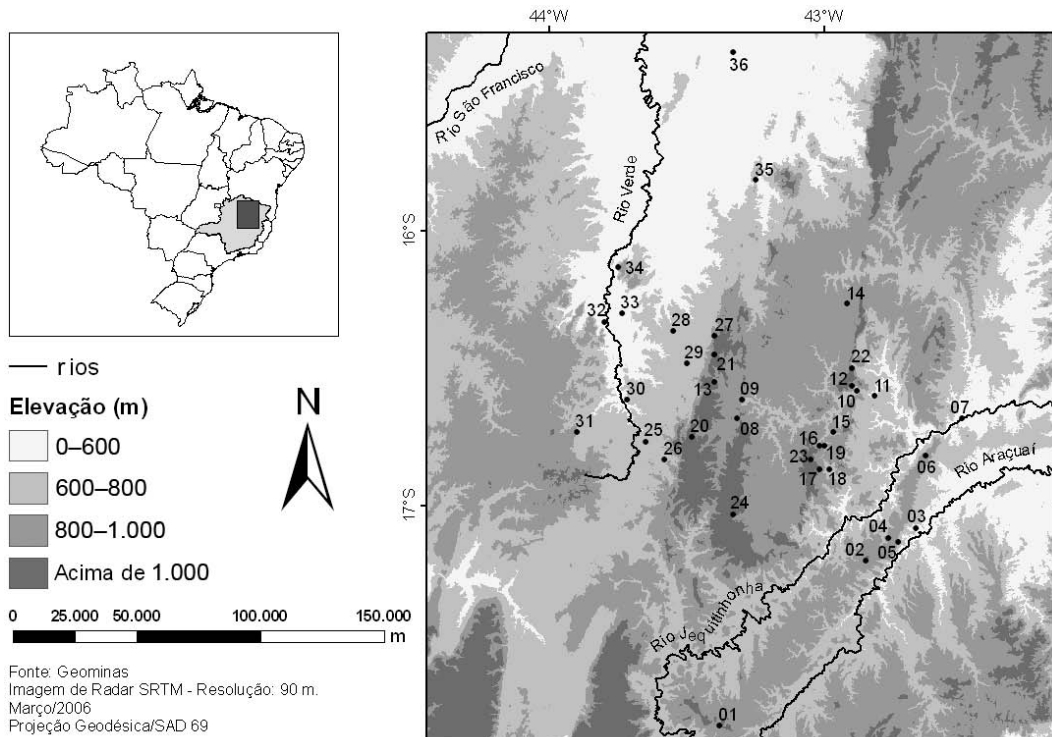 44°W
43°W
16°S
17°S
Rio São Francisco
Rio Verde
Rio Jequitinhonha
Rio Araçuaí
36
35
34
33
32
28
27
14
29
21
22
13
12
10
11
09
30
07
08
31
20
25
15
26
16
19
23
06
17
18
24
03
04
05
02
01
rios
Elevação (m)
0–600
600–800
800–1.000
Acima de 1.000
N
0 25.000 50.000 100.000 150.000
m
Fonte: Geominas
Imagem de Radar SRTM - Resolução: 90 m.
Março/2006
Projeção Geodésica/SAD 69